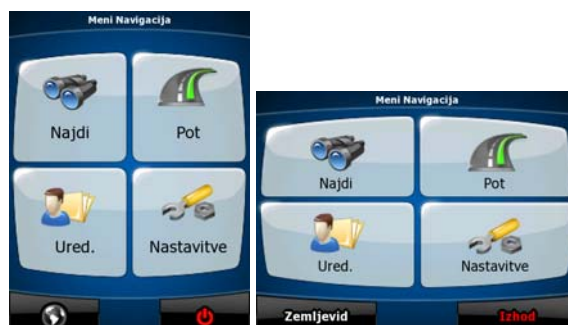 Meni Navigacija
Najdi
Pot
Ured.
Nastavitve
Meni Navigacija
Najdi
Pot
Ured.
Nastavitve
Zemljevid
Izhod